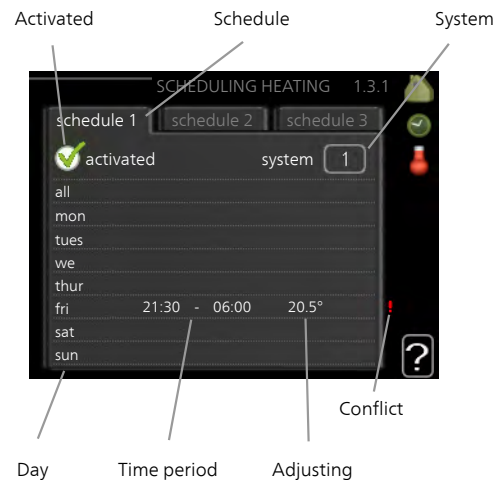 Activated Schedule System
SCHEDULING HEATING 1.3.1
schedule 1 schedule 2 schedule 3
activated system 1
all
mon
tues
we
thur
fri 21:30 - 06:00 20.5° !
sat
sun
?
Conflict
Day Time period Adjusting